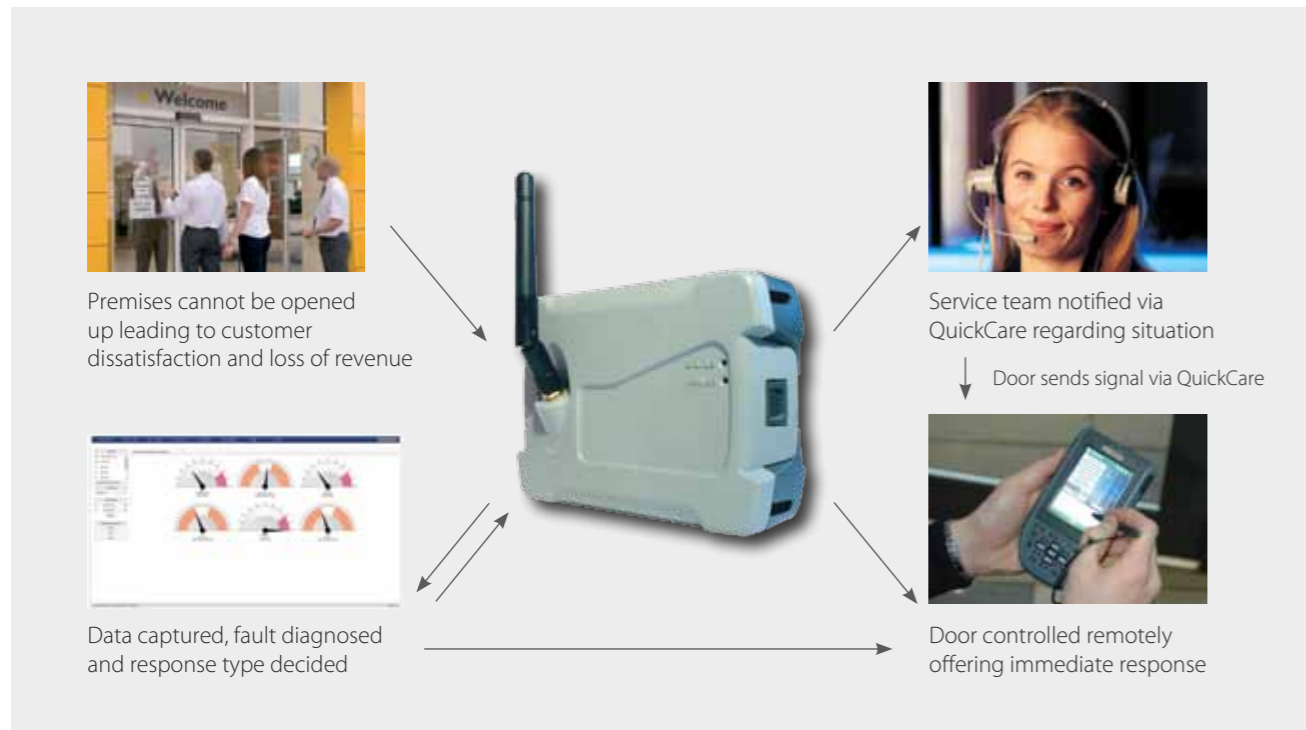 Welcome
Premises cannot be opened
up leading to customer
dissatisfaction and loss of revenue
Service team notified via
QuickCare regarding situation
Door sends signal via QuickCare
Data captured, fault diagnosed
and response type decided
Door controlled remotely
offering immediate response